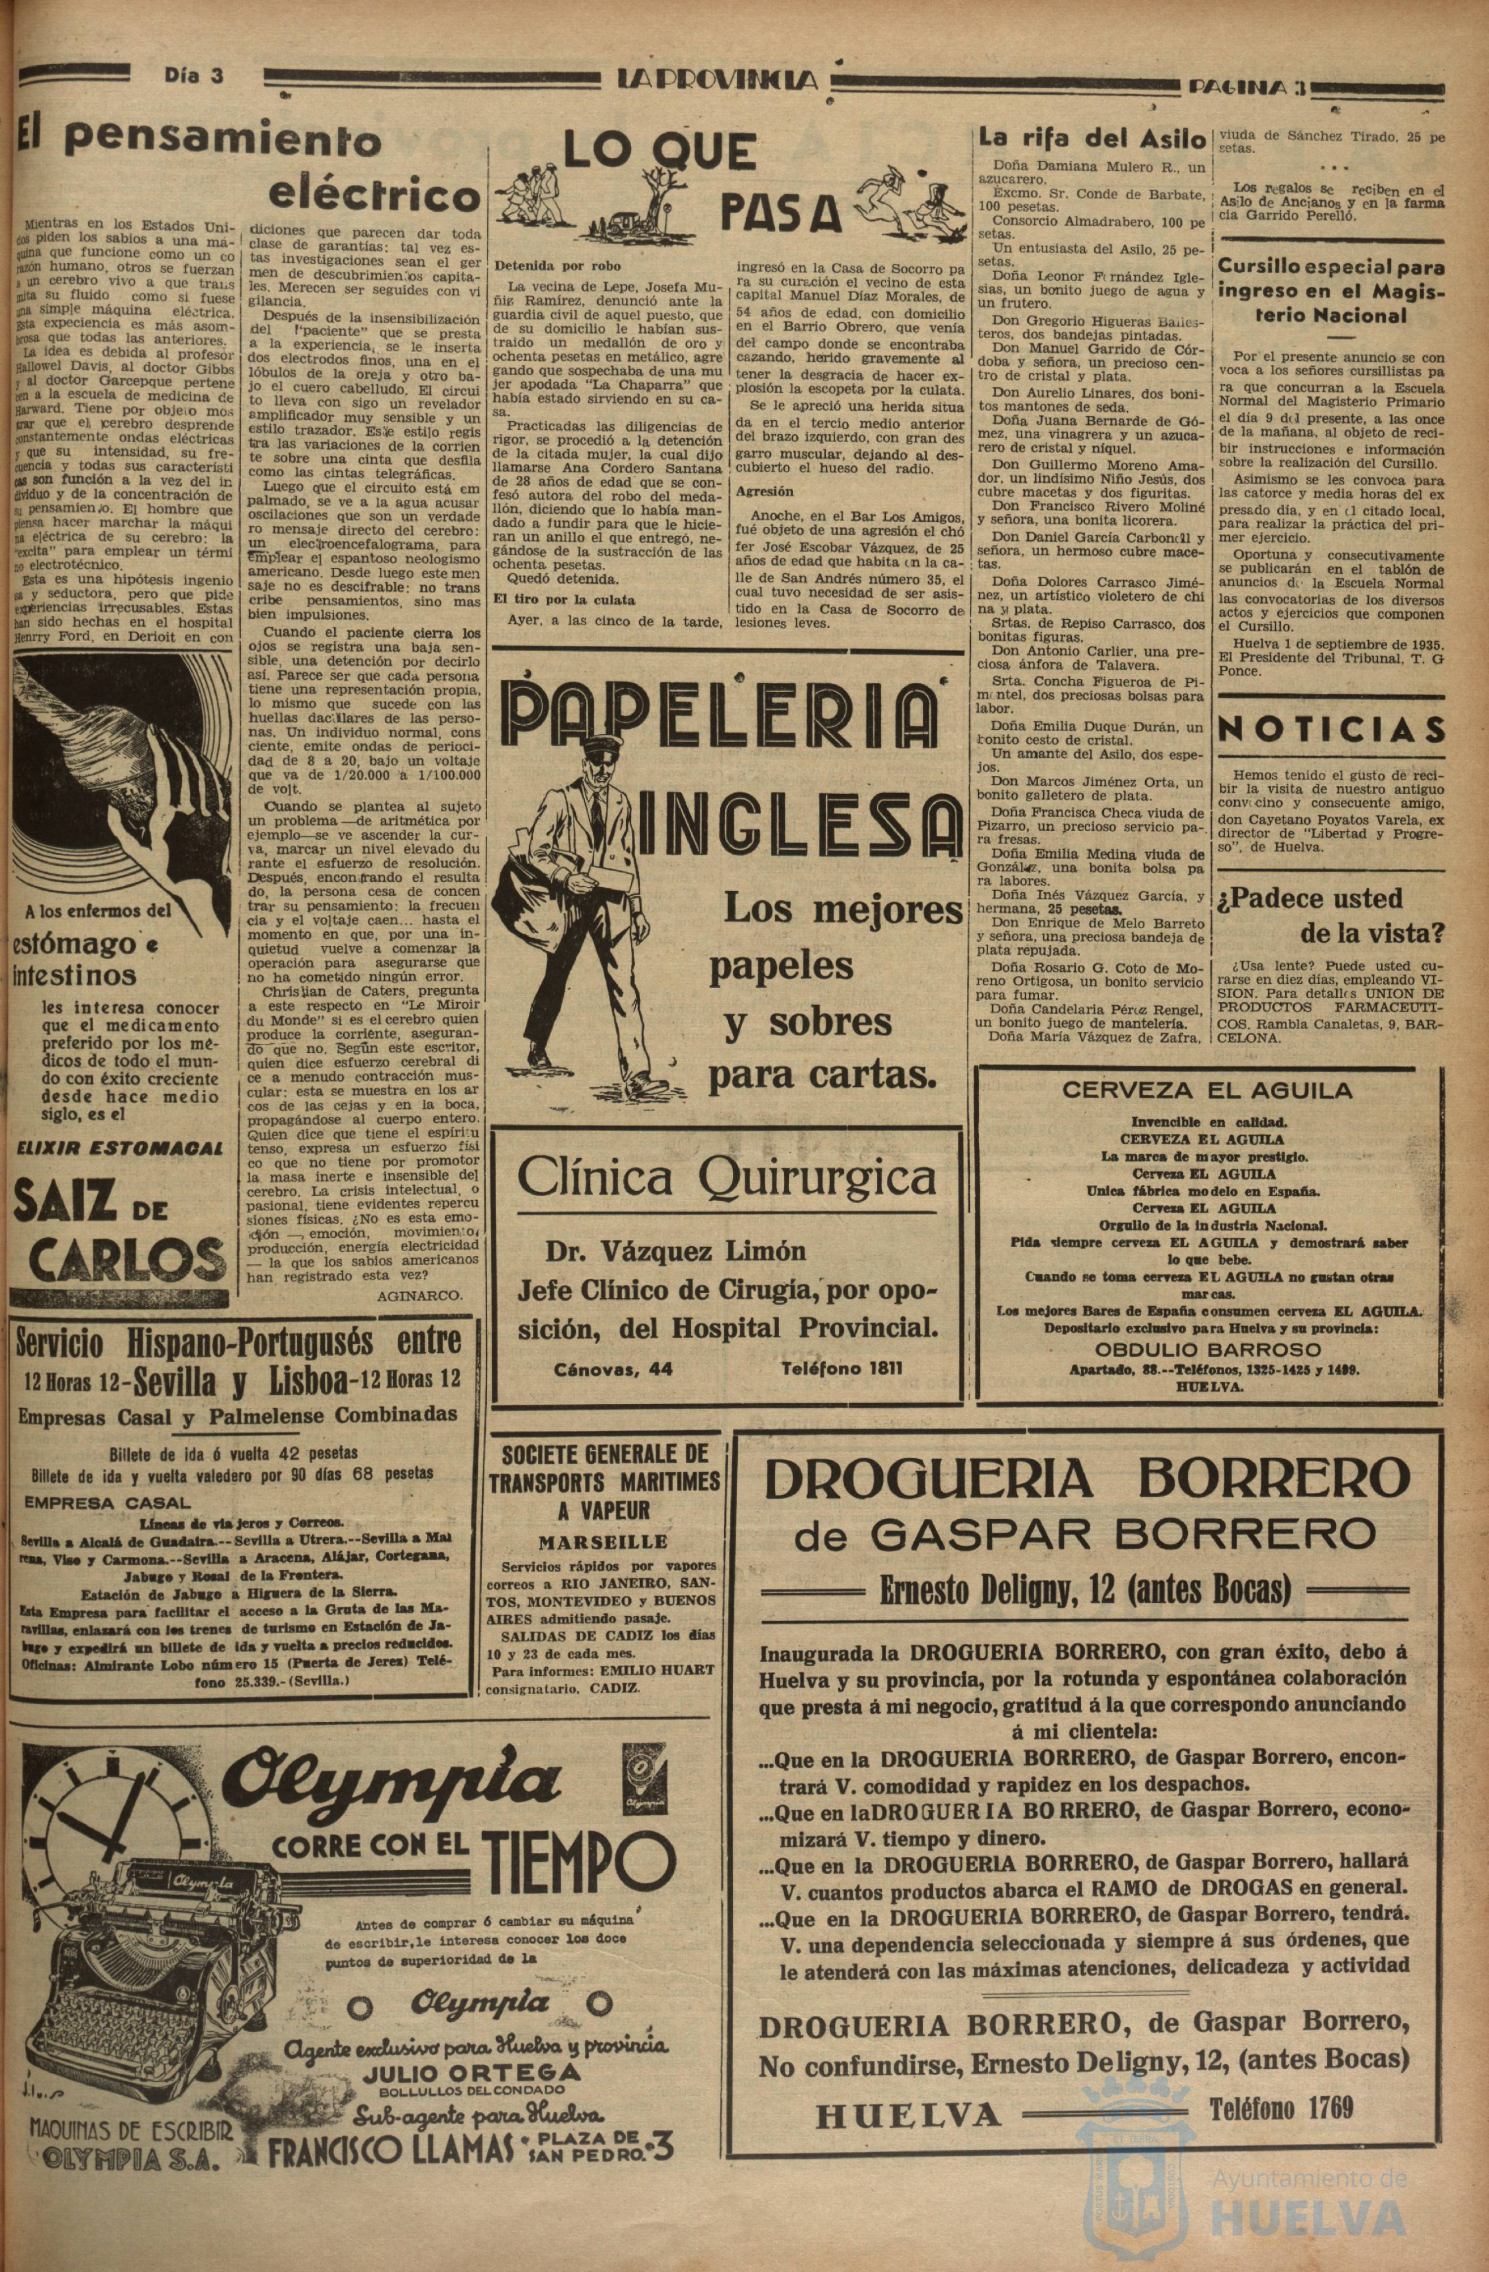 Día 3
LA PROVINCIA
PAGINA 3
El pensamiento
eléctrico
Mientras en los Estados Uni-
dos piden los sabios a una má-
quina que funcione como un co
razón humano, otros se fuerzan
a un cerebro vivo a que trans
mita su fluido como si fuese
una simple máquina eléctrica.
Esta expeciencia es más asom-
brosa que todas las anteriores.
La idea es debida al profesor
Hallowel Davis, al doctor Gibbs
y al doctor Garcepque pertene
cen a la escuela de medicina de
Harward. Tiene por objeto mos
trar que el cerebro desprende
constantemente ondas eléctricas
y que su intensidad, su fre-
cuencia y todas sus característi
cas son función a la vez del in
dividuo y de la concentración de
su pensamiento. El hombre que
piensa hacer marchar la máqui
na eléctrica de su cerebro: la
"excita" para emplear un térmi
no electrotécnico.
Esta es una hipótesis ingenio
sa y seductora, pero que pide
experiencias irrecusables. Estas
han sido hechas en el hospital
Henrry Ford, en Derioit en con
diciones que parecen dar toda
clase de garantías: tal vez es-
tas investigaciones sean el ger
men de descubrimientos capita-
les. Merecen ser seguides con vi
gilancia.
Después de la insensibilización
del "paciente" que se presta
a la experiencia, se le inserta
dos electrodos finos, una en el
lóbulos de la oreja y otro ba-
jo el cuero cabelludo. El circui
to lleva con sigo un revelador
amplificador muy sensible y un
estilo trazador. Este estilo regis
tra las variaciones de la corrien
te sobre una cinta que desfila
como las cintas telegráficas.
Luego que el circuito está em
palmado, se ve a la agua acusar
oscilaciones que son un verdade
ro mensaje directo del cerebro:
un electroencefalograma, para
emplear el espantoso neologismo
americano. Desde luego este men
saje no es descifrable: no trans
cribe pensamientos, sino mas
bien impulsiones.
Cuando el paciente cierra los
ojos se registra una baja sen-
sible, una detención por decirlo
así. Parece ser que cada persona
tiene una representación propia,
lo mismo que sucede con las
huellas dactilares de las perso-
nas. Un individuo normal, cons
ciente, emite ondas de perioci-
dad de 8 a 20, bajo un voltaje
que va de 1/20.000 a 1/100.000
de volt.
Cuando se plantea al sujeto
un problema —de aritmética por
ejemplo—se ve ascender la cur-
va, marcar un nivel elevado du
rante el esfuerzo de resolución.
Después, encontrando el resulta
do, la persona cesa de concen
trar su pensamiento: la frecuen
cia y el voltaje caen... hasta el
momento en que, por una in-
quietud vuelve a comenzar la
operación para asegurarse que
no ha cometido ningún error.
Christian de Caters, pregunta
a este respecto en "Le Miroir
du Monde" si es el cerebro quien
produce la corriente, aseguran-
do que no. Según este escritor,
quien dice esfuerzo cerebral di
ce a menudo contracción mus-
cular: esta se muestra en los ar
cos de las cejas y en la boca,
propagándose al cuerpo entero.
Quien dice que tiene el espíritu
tenso, expresa un esfuerzo físi
co que no tiene por promotor
la masa inerte e insensible del
cerebro. La crisis intelectual, o
pasional, tiene evidentes repercu
siones físicas. ¿No es esta emo-
ción — emoción, movimiento,
producción, energía electricidad
— la que los sabios americanos
han registrado esta vez?
AGINARCO.
A los enfermos del
estómago e
intestinos
les interesa conocer
que el medicamento
preferido por los mé-
dicos de todo el mun-
do con éxito creciente
desde hace medio
siglo, es el
ELIXIR ESTOMACAL
SAIZ DE
CARLOS
LO QUE
PASA
Detenida por robo
La vecina de Lepe, Josefa Mu-
ñiz Ramírez, denunció ante la
guardia civil de aquel puesto, que
de su domicilio le habían sus-
traido un medallón de oro y
ochenta pesetas en metálico, agre
gando que sospechaba de una mu
jer apodada "La Chaparra" que
había estado sirviendo en su ca-
sa.
Practicadas las diligencias de
rigor, se procedió a la detención
de la citada mujer, la cual dijo
llamarse Ana Cordero Santana
de 28 años de edad que se con-
fesó autora del robo del meda-
llón, diciendo que lo había man-
dado a fundir para que le hicie-
ran un anillo el que entregó, ne-
gándose de la sustracción de las
ochenta pesetas.
Quedó detenida.
El tiro por la culata
Ayer, a las cinco de la tarde,
ingresó en la Casa de Socorro pa
ra su curación el vecino de esta
capital Manuel Díaz Morales, de
54 años de edad, con domicilio
en el Barrio Obrero, que venía
del campo donde se encontraba
cazando, herido gravemente al
tener la desgracia de hacer ex-
plosión la escopeta por la culata.
Se le apreció una herida situa
da en el tercio medio anterior
del brazo izquierdo, con gran des
garro muscular, dejando al des-
cubierto el hueso del radio.
Agresión
Anoche, en el Bar Los Amigos,
fué objeto de una agresión el chó
fer José Escobar Vázquez, de 25
años de edad que habita en la ca-
lle de San Andrés número 35, el
cual tuvo necesidad de ser asis-
tido en la Casa de Socorro de
lesiones leves.
PAPELERIA
INGLESA
Los mejores
papeles
y sobres
para cartas.
Clínica Quirurgica
Dr. Vázquez Limón
Jefe Clínico de Cirugía, por opo-
sición, del Hospital Provincial.
Cánovas, 44 Teléfono 1811
La rifa del Asilo
Doña Damiana Mulero R., un
azucarero.
Excmo. Sr. Conde de Barbate,
100 pesetas.
Consorcio Almadrabero, 100 pe
setas.
Un entusiasta del Asilo, 25 pe-
setas.
Doña Leonor Fernández Igle-
sias, un bonito juego de agua y
un frutero.
Don Gregorio Higueras Balles-
teros, dos bandejas pintadas.
Don Manuel Garrido de Cór-
doba y señora, un precioso cen-
tro de cristal y plata.
Don Aurelio Linares, dos boni-
tos mantones de seda.
Doña Juana Bernarde de Gó-
mez, una vinagrera y un azuca-
rero de cristal y níquel.
Don Guillermo Moreno Ama-
dor, un lindísimo Niño Jesús, dos
cubre macetas y dos figuritas.
Don Francisco Rivero Moliné
y señora, una bonita licorera.
Don Daniel García Carbonell y
señora, un hermoso cubre mace-
tas.
Doña Dolores Carrasco Jimé-
nez, un artístico violetero de chi
na y plata.
Srtas. de Repiso Carrasco, dos
bonitas figuras.
Don Antonio Carlier, una pre-
ciosa ánfora de Talavera.
Srta. Concha Figueroa de Pi-
mentel, dos preciosas bolsas para
labor.
Doña Emilia Duque Durán, un
bonito cesto de cristal.
Un amante del Asilo, dos espe-
jos.
Don Marcos Jiménez Orta, un
bonito galletero de plata.
Doña Francisca Checa viuda de
Pizarro, un precioso servicio pa-
ra fresas.
Doña Emilia Medina viuda de
González, una bonita bolsa pa
ra labores.
Doña Inés Vázquez García, y
hermana, 25 pesetas.
Don Enrique de Melo Barreto
y señora, una preciosa bandeja de
plata repujada.
Doña Rosario G. Coto de Mo-
reno Ortigosa, un bonito servicio
para fumar.
Doña Candelaria Pérez Rengel,
un bonito juego de mantelería.
Doña María Vázquez de Zafra,
viuda de Sánchez Tirado, 25 pe
setas.
* * *
Los regalos se reciben en el
Asilo de Ancianos y en la farma
cia Garrido Perelló.
Cursillo especial para
ingreso en el Magis-
terio Nacional
Por el presente anuncio se con
voca a los señores cursillistas pa
ra que concurran a la Escuela
Normal del Magisterio Primario
el día 9 del presente, a las once
de la mañana, al objeto de reci-
bir instrucciones e información
sobre la realización del Cursillo.
Asimismo se les convoca para
las catorce y media horas del ex
presado día, y en el citado local,
para realizar la práctica del pri-
mer ejercicio.
Oportuna y consecutivamente
se publicarán en el tablón de
anuncios de la Escuela Normal
las convocatorias de los diversos
actos y ejercicios que componen
el Cursillo.
Huelva 1 de septiembre de 1935.
El Presidente del Tribunal, T. G
Ponce.
NOTICIAS
Hemos tenido el gusto de reci-
bir la visita de nuestro antiguo
convecino y consecuente amigo,
don Cayetano Poyatos Varela, ex
director de "Libertad y Progre-
so", de Huelva.
¿Padece usted
de la vista?
¿Usa lente? Puede usted cu-
rarse en diez días, empleando VI-
SION. Para detalles UNION DE
PRODUCTOS FARMACEUTI-
COS. Rambla Canaletas, 9, BAR-
CELONA.
CERVEZA EL AGUILA
Invencible en calidad.
CERVEZA EL AGUILA
La marca de mayor prestigio.
Cerveza EL AGUILA
Unica fábrica modelo en España.
Cerveza EL AGUILA
Orgullo de la industria Nacional.
Pida siempre cerveza EL AGUILA y demostrará saber
lo que bebe.
Cuando se toma cerveza EL AGUILA no gustan otras
marcas.
Los mejores Bares de España consumen cerveza EL AGUILA.
Depositario exclusivo para Huelva y su provincia:
OBDULIO BARROSO
Apartado, 88.--Teléfonos, 1325-1425 y 1499.
HUELVA.
Servicio Hispano-Portugusés entre
12 Horas 12-Sevilla y Lisboa-12 Horas 12
Empresas Casal y Palmelense Combinadas
Billete de ida ó vuelta 42 pesetas
Billete de ida y vuelta valedero por 90 días 68 pesetas
EMPRESA CASAL
Líneas de viajeros y Correos.
Sevilla a Alcalá de Guadaira.--Sevilla a Utrera.--Sevilla a Mai
rena, Viso y Carmona.--Sevilla a Aracena, Alájar, Cortegana,
Jabugo y Rosal de la Frontera.
Estación de Jabugo a Higuera de la Sierra.
Esta Empresa para facilitar el acceso a la Gruta de las Ma-
ravillas, enlazará con los trenes de turismo en Estación de Ja-
bugo y expedirá un billete de ida y vuelta a precios reducidos.
Oficinas: Almirante Lobo número 15 (Puerta de Jerez) Telé-
fono 25.339.-(Sevilla.)
SOCIETE GENERALE DE
TRANSPORTS MARITIMES
A VAPEUR
MARSEILLE
Servicios rápidos por vapores
correos a RIO JANEIRO, SAN-
TOS, MONTEVIDEO y BUENOS
AIRES admitiendo pasaje.
SALIDAS DE CADIZ los días
10 y 23 de cada mes.
Para informes: EMILIO HUART
consignatario, CADIZ.
DROGUERIA BORRERO
de GASPAR BORRERO
Ernesto Deligny, 12 (antes Bocas)
Inaugurada la DROGUERIA BORRERO, con gran éxito, debo á
Huelva y su provincia, por la rotunda y espontánea colaboración
que presta á mi negocio, gratitud á la que correspondo anunciando
á mi clientela:
...Que en la DROGUERIA BORRERO, de Gaspar Borrero, encon-
trará V. comodidad y rapidez en los despachos.
...Que en laDROGUERIA BORRERO, de Gaspar Borrero, econo-
mizará V. tiempo y dinero.
...Que en la DROGUERIA BORRERO, de Gaspar Borrero, hallará
V. cuantos productos abarca el RAMO de DROGAS en general.
...Que en la DROGUERIA BORRERO, de Gaspar Borrero, tendrá.
V. una dependencia seleccionada y siempre á sus órdenes, que
le atenderá con las máximas atenciones, delicadeza y actividad
DROGUERIA BORRERO, de Gaspar Borrero,
No confundirse, Ernesto Deligny, 12, (antes Bocas)
HUELVA Teléfono 1769
Olympia
CORRE CON EL TIEMPO
Olympia
Antes de comprar ó cambiar su máquina
de escribir,le interesa conocer los doce
puntos de superioridad de la
Olympia
Agente exclusivo para Huelva y provincia
JULIO ORTEGA
BOLLULLOS DEL CONDADO
Sub-agente para Huelva
FRANCISCO LLAMAS · PLAZA DE
SAN PEDRO · 3
MAQUINAS DE ESCRIBIR
OLYMPIA S.A.
Ayuntamiento de
HUELVA